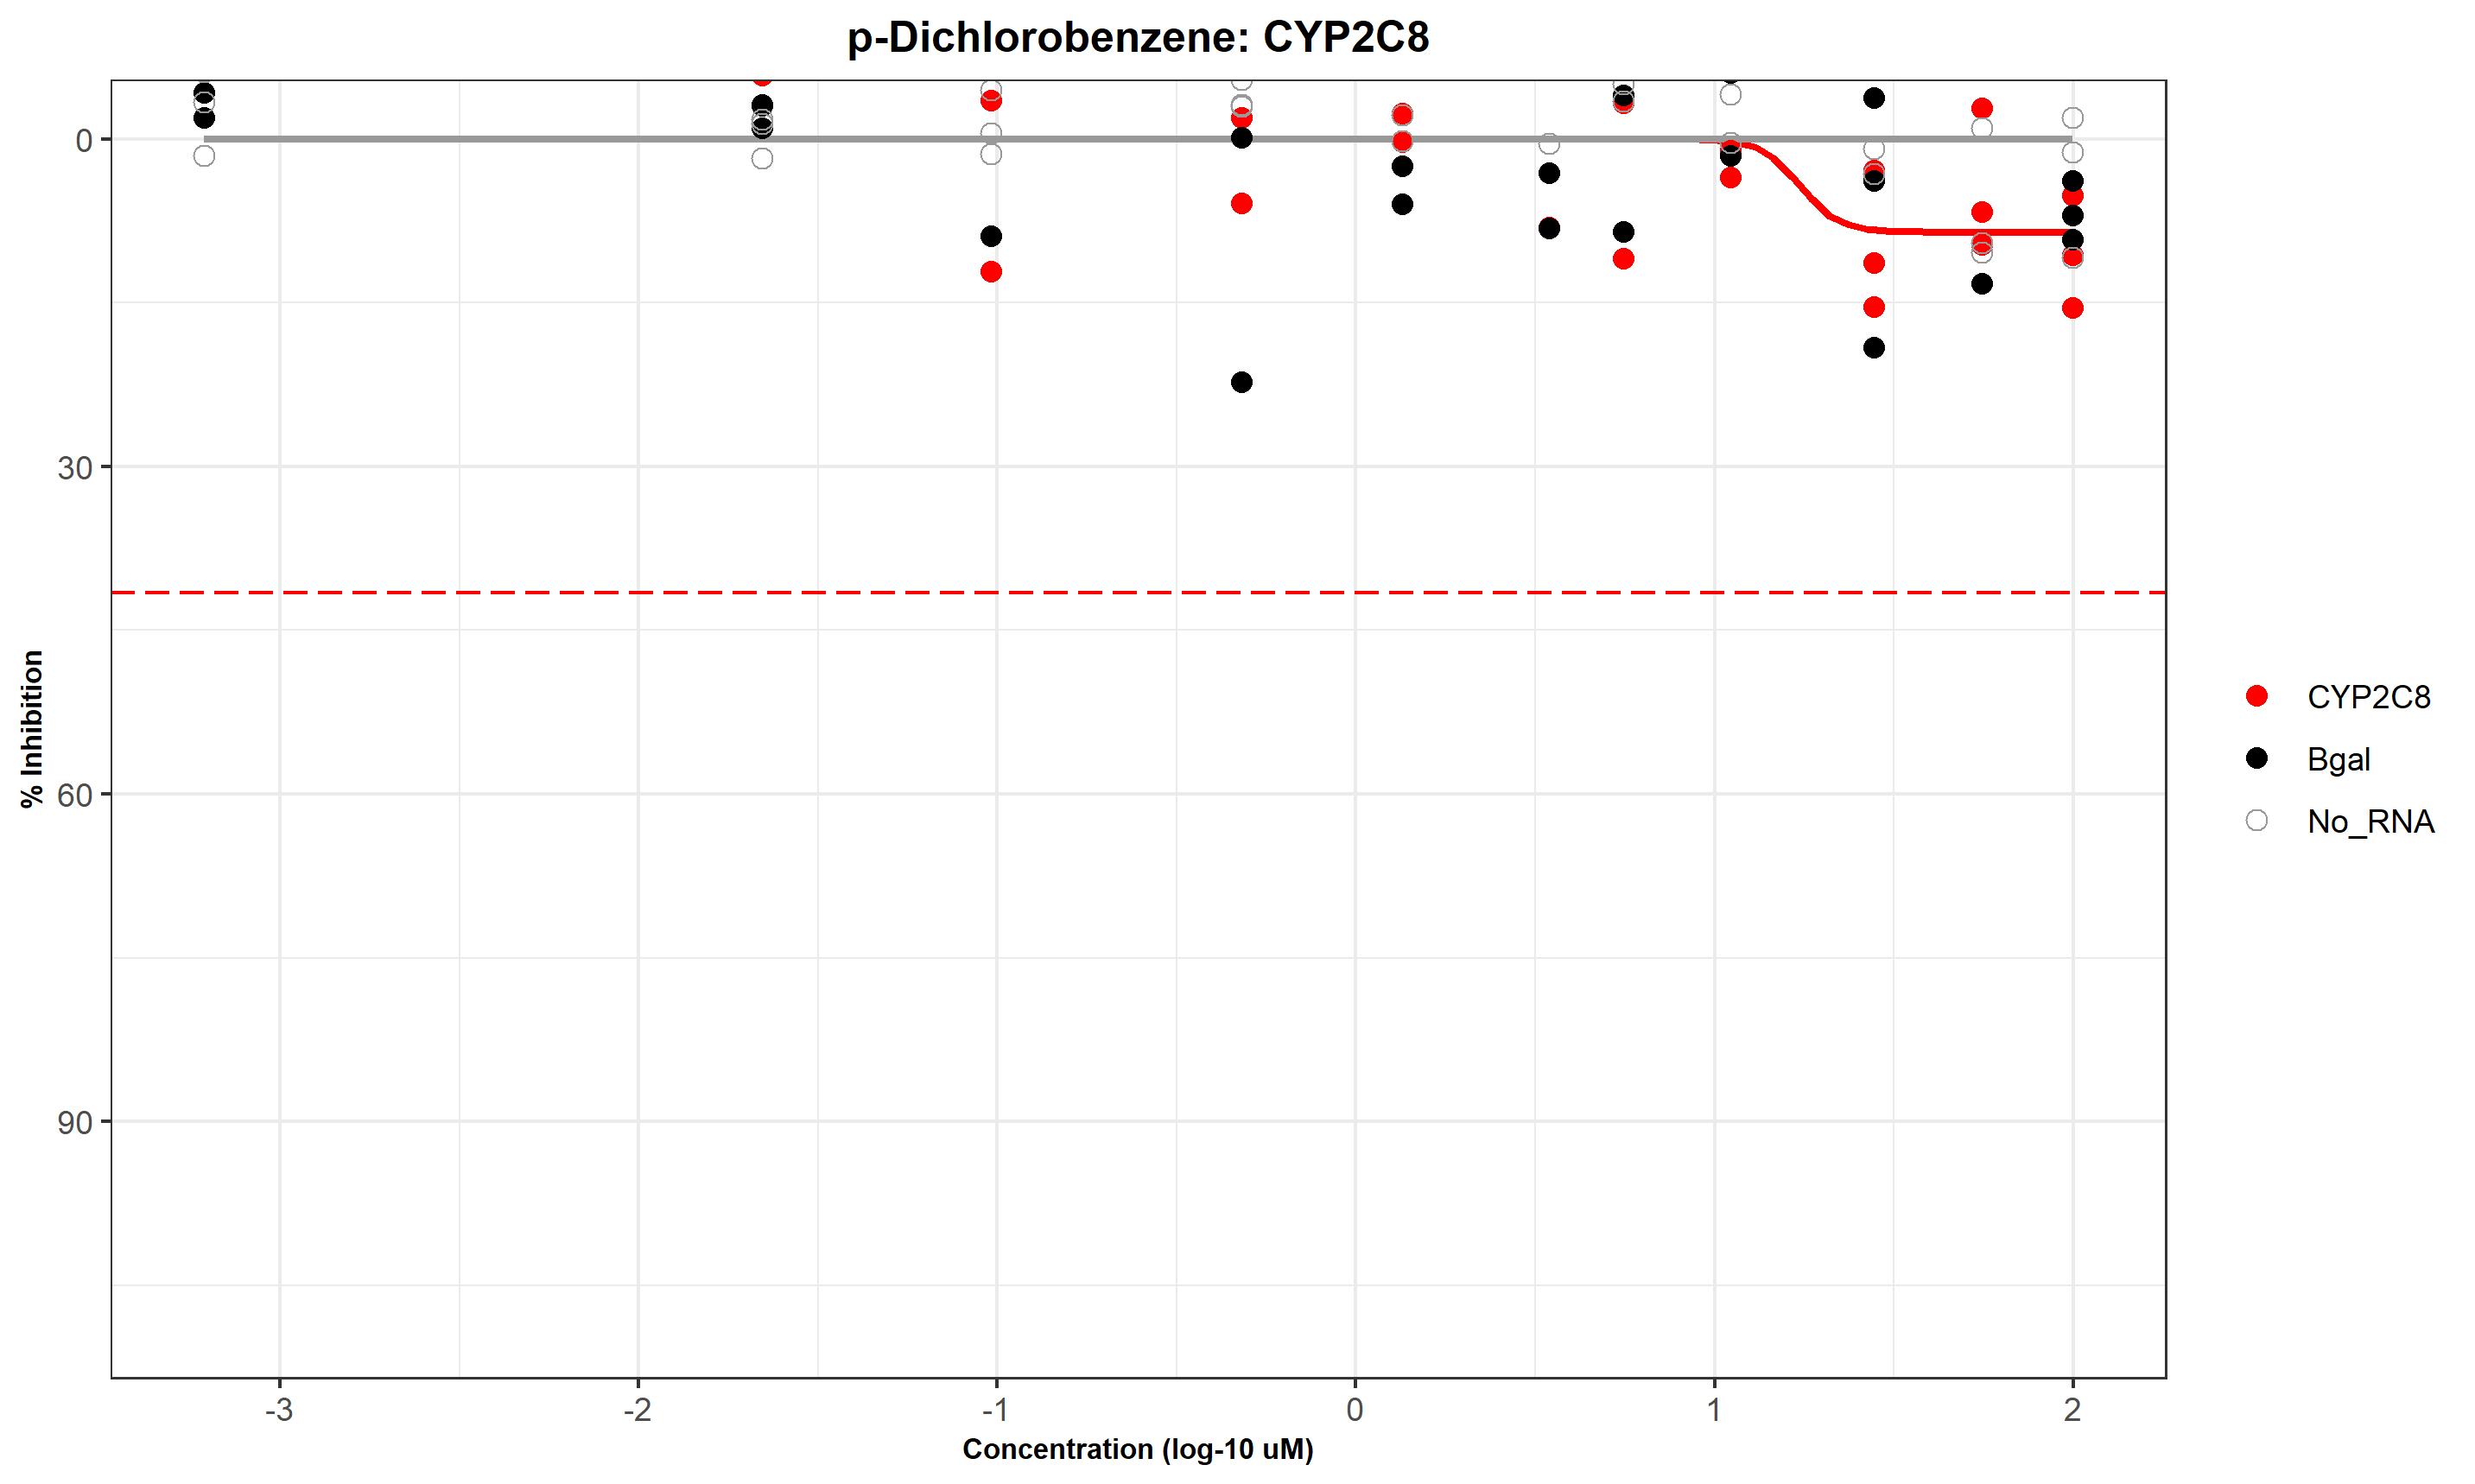 p-Dichlorobenzene: CYP2C8
% Inhibition
0
30
60
90
-3
-2
-1
0
1
2
Concentration (log-10 uM)
CYP2C8
Bgal
No_RNA